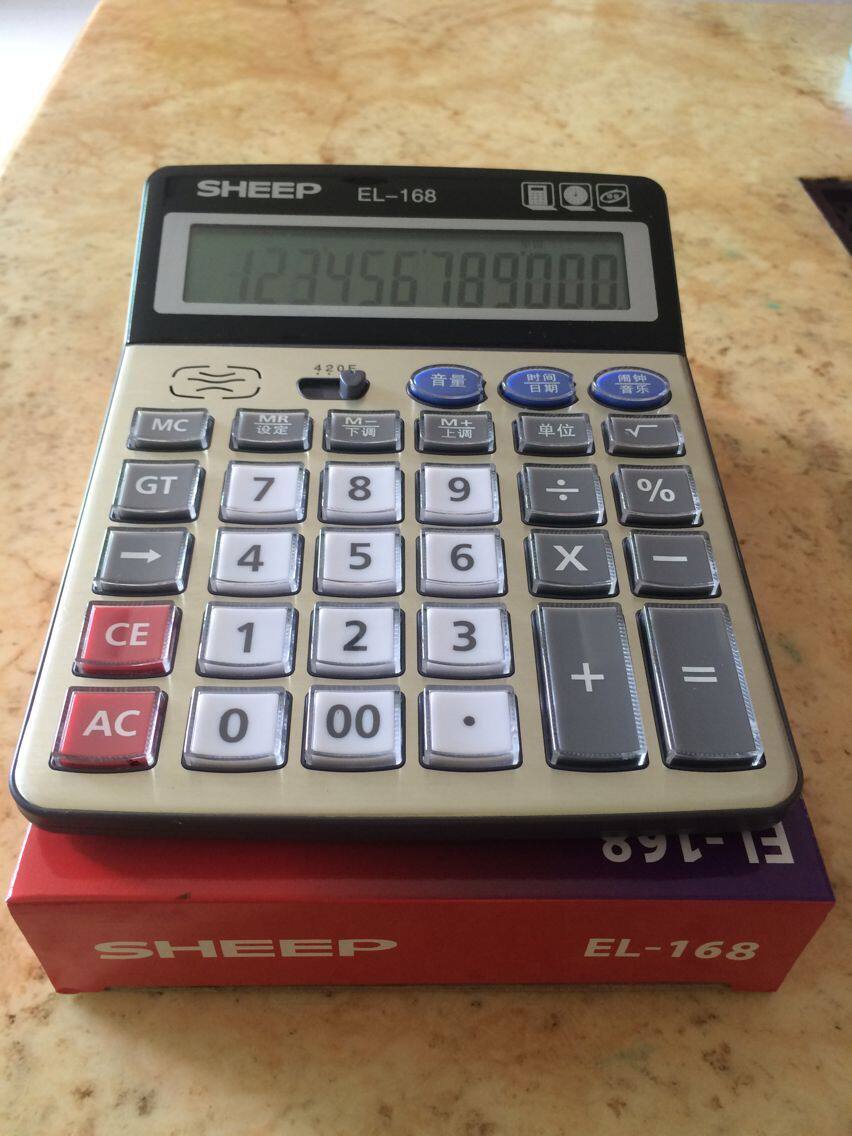 SHEEP EL-168
123456789000
420F
音量 时间 日期 闹钟 音乐
MC MR 设定 M- 下调 M+ 上调 单位 √
GT 7 8 9 ÷ %
→ 4 5 6 X −
CE 1 2 3 + =
AC 0 00 .
EL-168
SHEEP EL-168